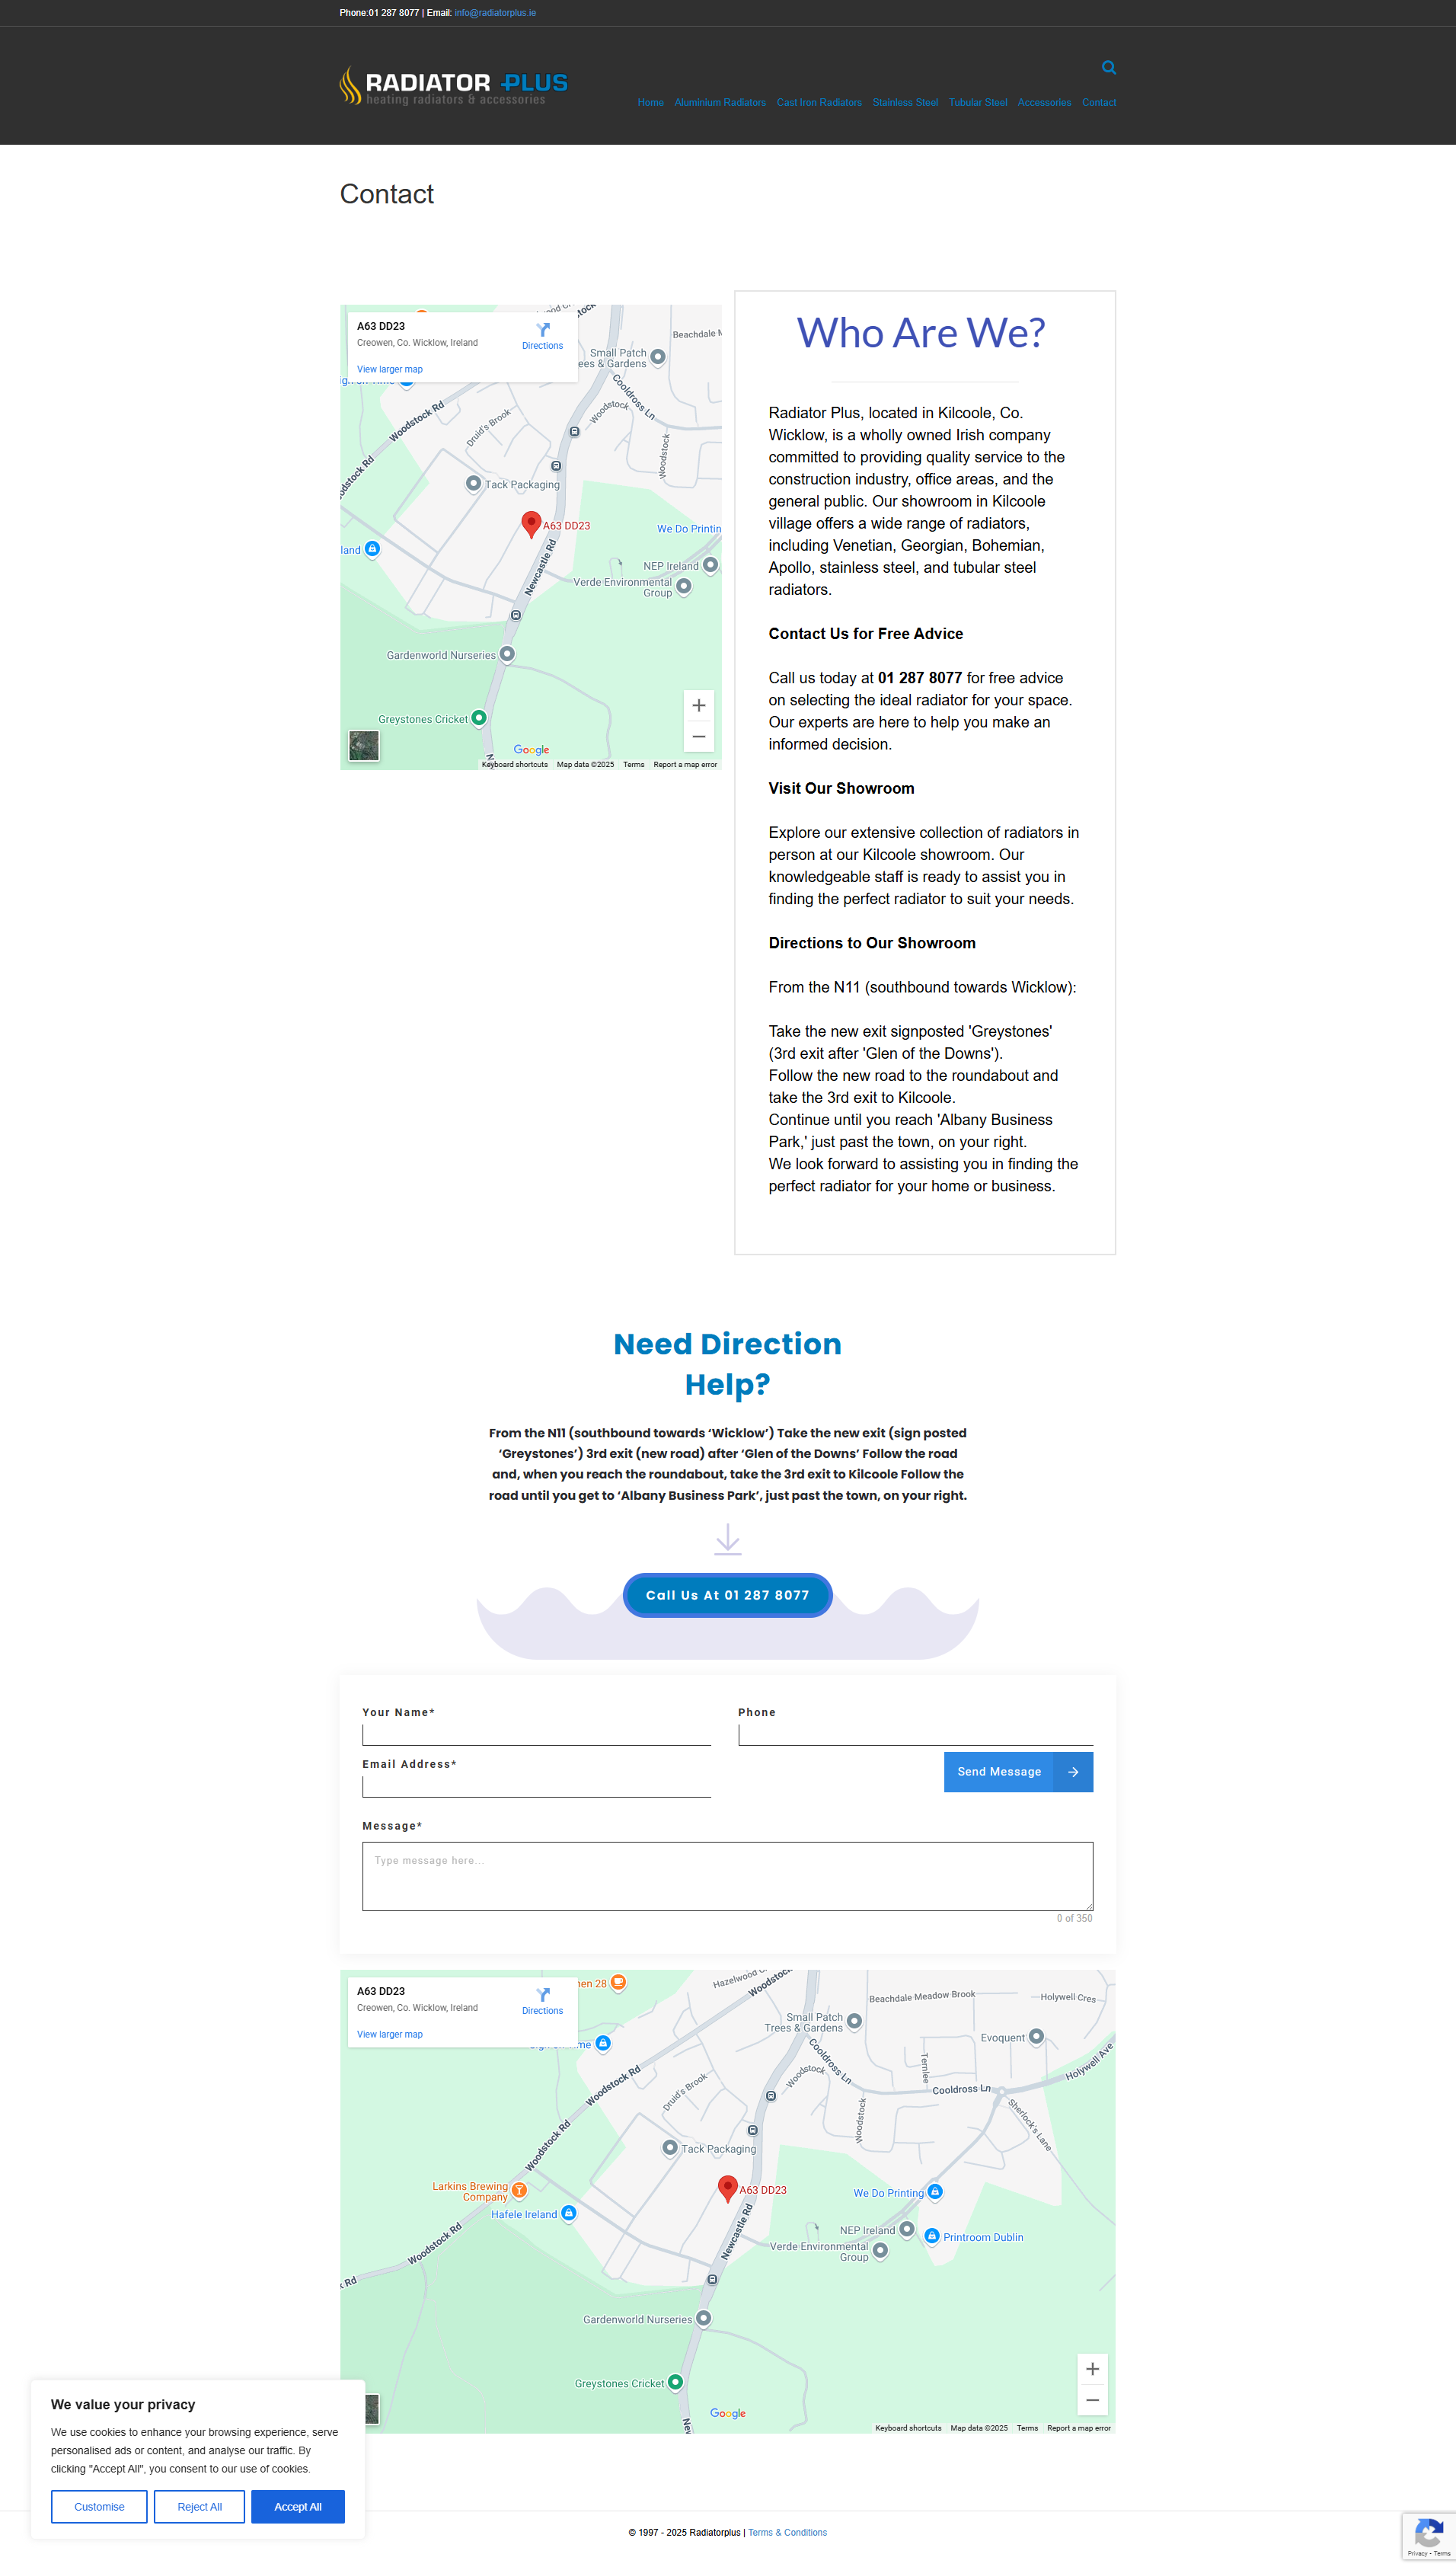 Phone:01 287 8077 | Email: info@radiatorplus.ie
RADIATOR PLUS
heating radiators & accessories
Home Aluminium Radiators Cast Iron Radiators Stainless Steel Tubular Steel Accessories Contact
Contact
A63 DD23
Creowen, Co. Wicklow, Ireland
Directions
View larger map
Beachdale
Small Patch
Trees & Gardens
Cooldross Ln
Woodstock
Woodstock Rd
Druid's Brook
Woodstock
Tack Packaging
A63 DD23
We Do Printin
land
NEP Ireland
Newcastle Rd
Verde Environmental
Group
Gardenworld Nurseries
Greystones Cricket
Google
Keyboard shortcuts Map data ©2025 Terms Report a map error
Who Are We?
Radiator Plus, located in Kilcoole, Co.
Wicklow, is a wholly owned Irish company
committed to providing quality service to the
construction industry, office areas, and the
general public. Our showroom in Kilcoole
village offers a wide range of radiators,
including Venetian, Georgian, Bohemian,
Apollo, stainless steel, and tubular steel
radiators.
Contact Us for Free Advice
Call us today at 01 287 8077 for free advice
on selecting the ideal radiator for your space.
Our experts are here to help you make an
informed decision.
Visit Our Showroom
Explore our extensive collection of radiators in
person at our Kilcoole showroom. Our
knowledgeable staff is ready to assist you in
finding the perfect radiator to suit your needs.
Directions to Our Showroom
From the N11 (southbound towards Wicklow):
Take the new exit signposted 'Greystones'
(3rd exit after 'Glen of the Downs').
Follow the new road to the roundabout and
take the 3rd exit to Kilcoole.
Continue until you reach 'Albany Business
Park,' just past the town, on your right.
We look forward to assisting you in finding the
perfect radiator for your home or business.
Need Direction
Help?
From the N11 (southbound towards ‘Wicklow’) Take the new exit (sign posted
‘Greystones’) 3rd exit (new road) after ‘Glen of the Downs’ Follow the road
and, when you reach the roundabout, take the 3rd exit to Kilcoole Follow the
road until you get to ‘Albany Business Park’, just past the town, on your right.
Call Us At 01 287 8077
Your Name*
Phone
Email Address*
Send Message
Message*
Type message here...
0 of 350
A63 DD23
Creowen, Co. Wicklow, Ireland
Directions
View larger map
hen 28
Hazelwood
Woodstock
Beachdale Meadow Brook
Holywell Cres
Small Patch
Trees & Gardens
Evoquent
Holywell Ave
Cooldross Ln
Ternlee
Woodstock
Woodstock Rd
Druid's Brook
Cooldross Ln
Sherlock's Lane
Woodstock
Woodstock Rd
Tack Packaging
Larkins Brewing
Company
A63 DD23
We Do Printing
Hafele Ireland
NEP Ireland
Printroom Dublin
Woodstock Rd
Newcastle Rd
Verde Environmental
Group
k Rd
Gardenworld Nurseries
Greystones Cricket
Google
Keyboard shortcuts Map data ©2025 Terms Report a map error
We value your privacy
We use cookies to enhance your browsing experience, serve
personalised ads or content, and analyse our traffic. By
clicking "Accept All", you consent to our use of cookies.
Customise Reject All Accept All
© 1997 - 2025 Radiatorplus | Terms & Conditions
Privacy - Terms